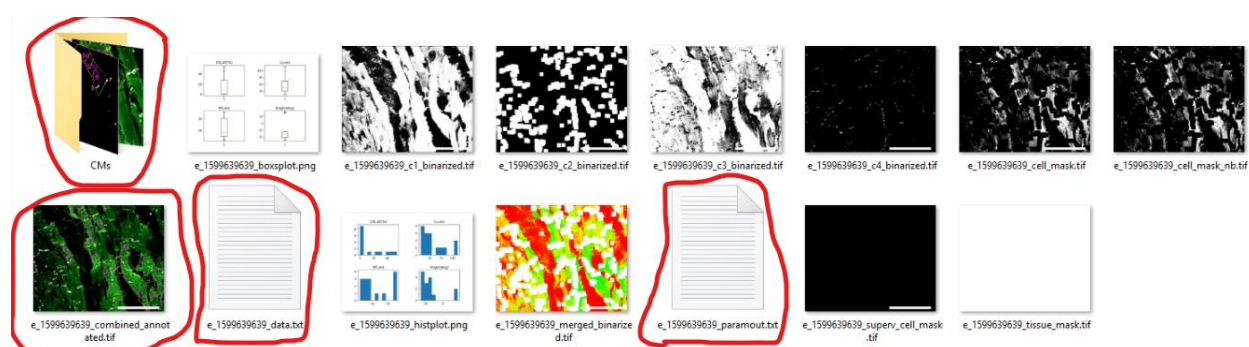 CMs
e_1599639639_boxsplot.png
e_1599639639_c1_binarized.tif
e_1599639639_c2_binarized.tif
e_1599639639_c3_binarized.tif
e_1599639639_c4_binarized.tif
e_1599639639_cell_mask.tif
e_1599639639_cell_mask_nb.tif
e_1599639639_combined_annot
ated.tif
e_1599639639_data.txt
e_1599639639_histplot.png
e_1599639639_merged_binarize
d.tif
e_1599639639_paramout.txt
e_1599639639_superv_cell_mask
.tif
e_1599639639_tissue_mask.tif